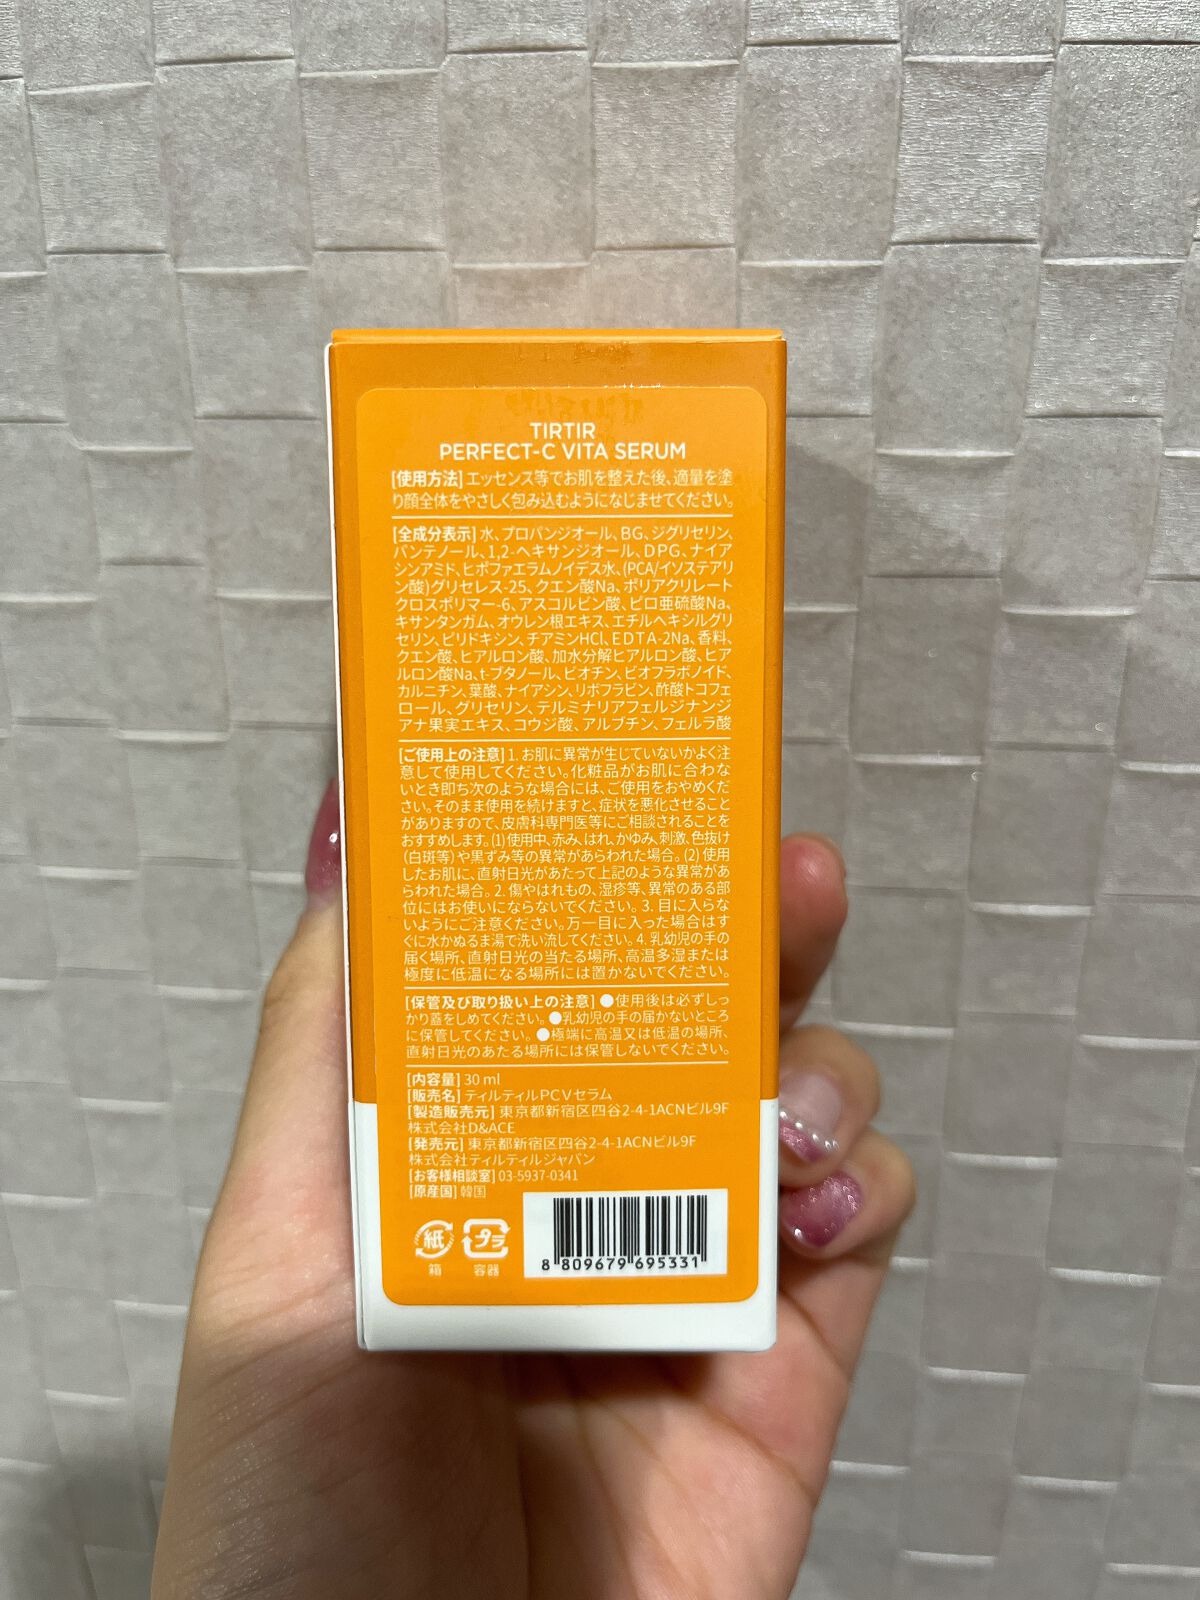 TIRTIR
PERFECT-C VITA SERUM
[使用方法] エッセンス等でお肌を整えた後、適量を塗
り顔全体をやさしく包み込むようになじませてください。
[全成分表示] 水、プロパンジオール、BG、ジグリセリン、
パンテノール、1,2-ヘキサンジオール、DPG、ナイア
シンアミド、ヒポファエラムノイデス水、(PCA/イソステアリ
ン酸)グリセレス-25、クエン酸Na、ポリアクリレート
クロスポリマー-6、アスコルビン酸、ピロ亜硫酸Na、
キサンタンガム、オウレン根エキス、エチルヘキシルグリ
セリン、ピリドキシン、チアミンHCl、EDTA-2Na、香料、
クエン酸、ヒアルロン酸、加水分解ヒアルロン酸、ヒア
ルロン酸Na、t-ブタノール、ビオチン、ビオフラボノイド、
カルニチン、葉酸、ナイアシン、リボフラビン、酢酸トコフェ
ロール、グリセリン、テルミナリアフェルジナンジ
アナ果実エキス、コウジ酸、アルブチン、フェルラ酸
[ご使用上の注意] 1. お肌に異常が生じていないかよく注
意して使用してください。化粧品がお肌に合わな
いとき即ち次のような場合には、ご使用をおやめくだ
さい。そのまま使用を続けますと、症状を悪化させること
がありますので、皮膚科専門医等にご相談されることを
おすすめします。(1)使用中、赤み、はれ、かゆみ、刺激、色抜け
(白斑等)や黒ずみ等の異常があらわれた場合。(2) 使用
したお肌に、直射日光があたって上記のような異常があ
らわれた場合。2. 傷やはれもの、湿疹等、異常のある部
位にはお使いにならないでください。3. 目に入らな
いようにご注意ください。万一目に入った場合はす
ぐに水かぬるま湯で洗い流してください。4. 乳幼児の手の
届く場所、直射日光の当たる場所、高温多湿または
極度に低温になる場所には置かないでください。
[保管及び取り扱い上の注意] ●使用後は必ずしっ
かり蓋をしめてください。●乳幼児の手の届かないところ
に保管してください。●極端に高温又は低温の場所、
直射日光のあたる場所には保管しないでください。
[内容量] 30 ml
[販売名] ティルティルPCVセラム
[製造販売元] 東京都新宿区四谷2-4-1ACNビル9F
株式会社D&ACE
[発売元] 東京都新宿区四谷2-4-1ACNビル9F
株式会社ティルティルジャパン
[お客様相談室] 03-5937-0341
[原産国] 韓国
紙 プラ
箱 容器
8 809679 695331